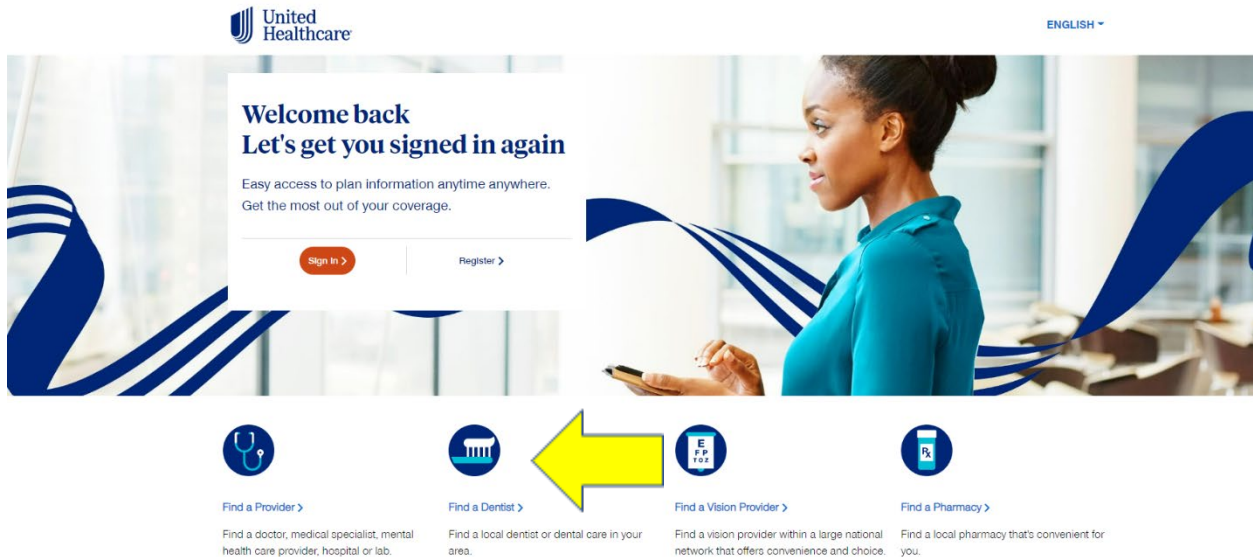 United
Healthcare
ENGLISH
Welcome back
Let's get you signed in again
Easy access to plan information anytime anywhere.
Get the most out of your coverage.
Sign In >
Register >
E
F P
T O Z
Rx
Find a Provider >
Find a Dentist >
Find a Vision Provider >
Find a Pharmacy >
Find a doctor, medical specialist, mental
health care provider, hospital or lab.
Find a local dentist or dental care in your
area.
Find a vision provider within a large national
network that offers convenience and choice.
Find a local pharmacy that's convenient for
you.